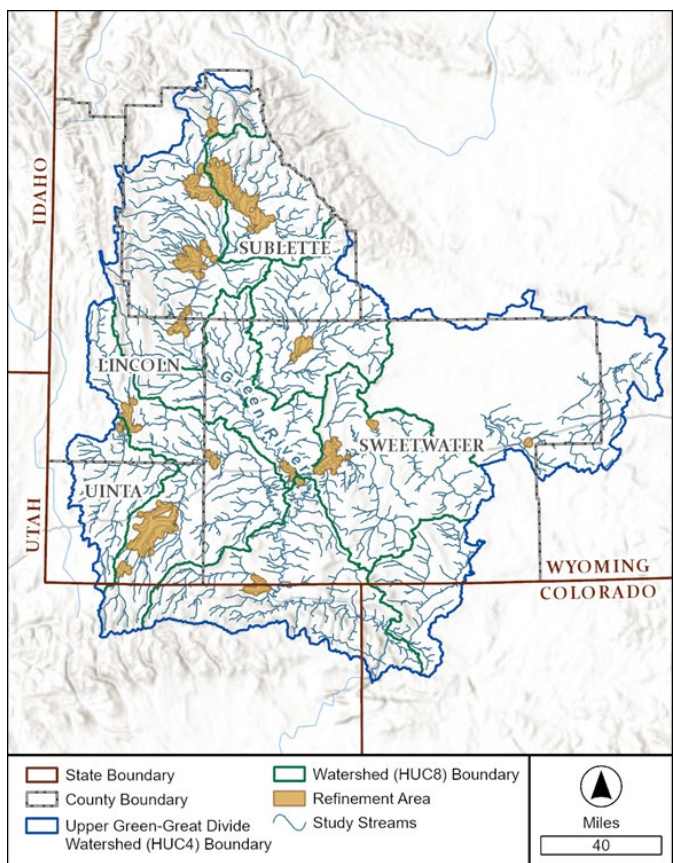 IDAHO
SUBLETTE
LINCOLN
Green River
SWEETWATER
UINTA
UTAH
WYOMING
COLORADO
State Boundary
County Boundary
Upper Green-Great Divide
Watershed (HUC4) Boundary
Watershed (HUC8) Boundary
Refinement Area
Study Streams
Miles
40